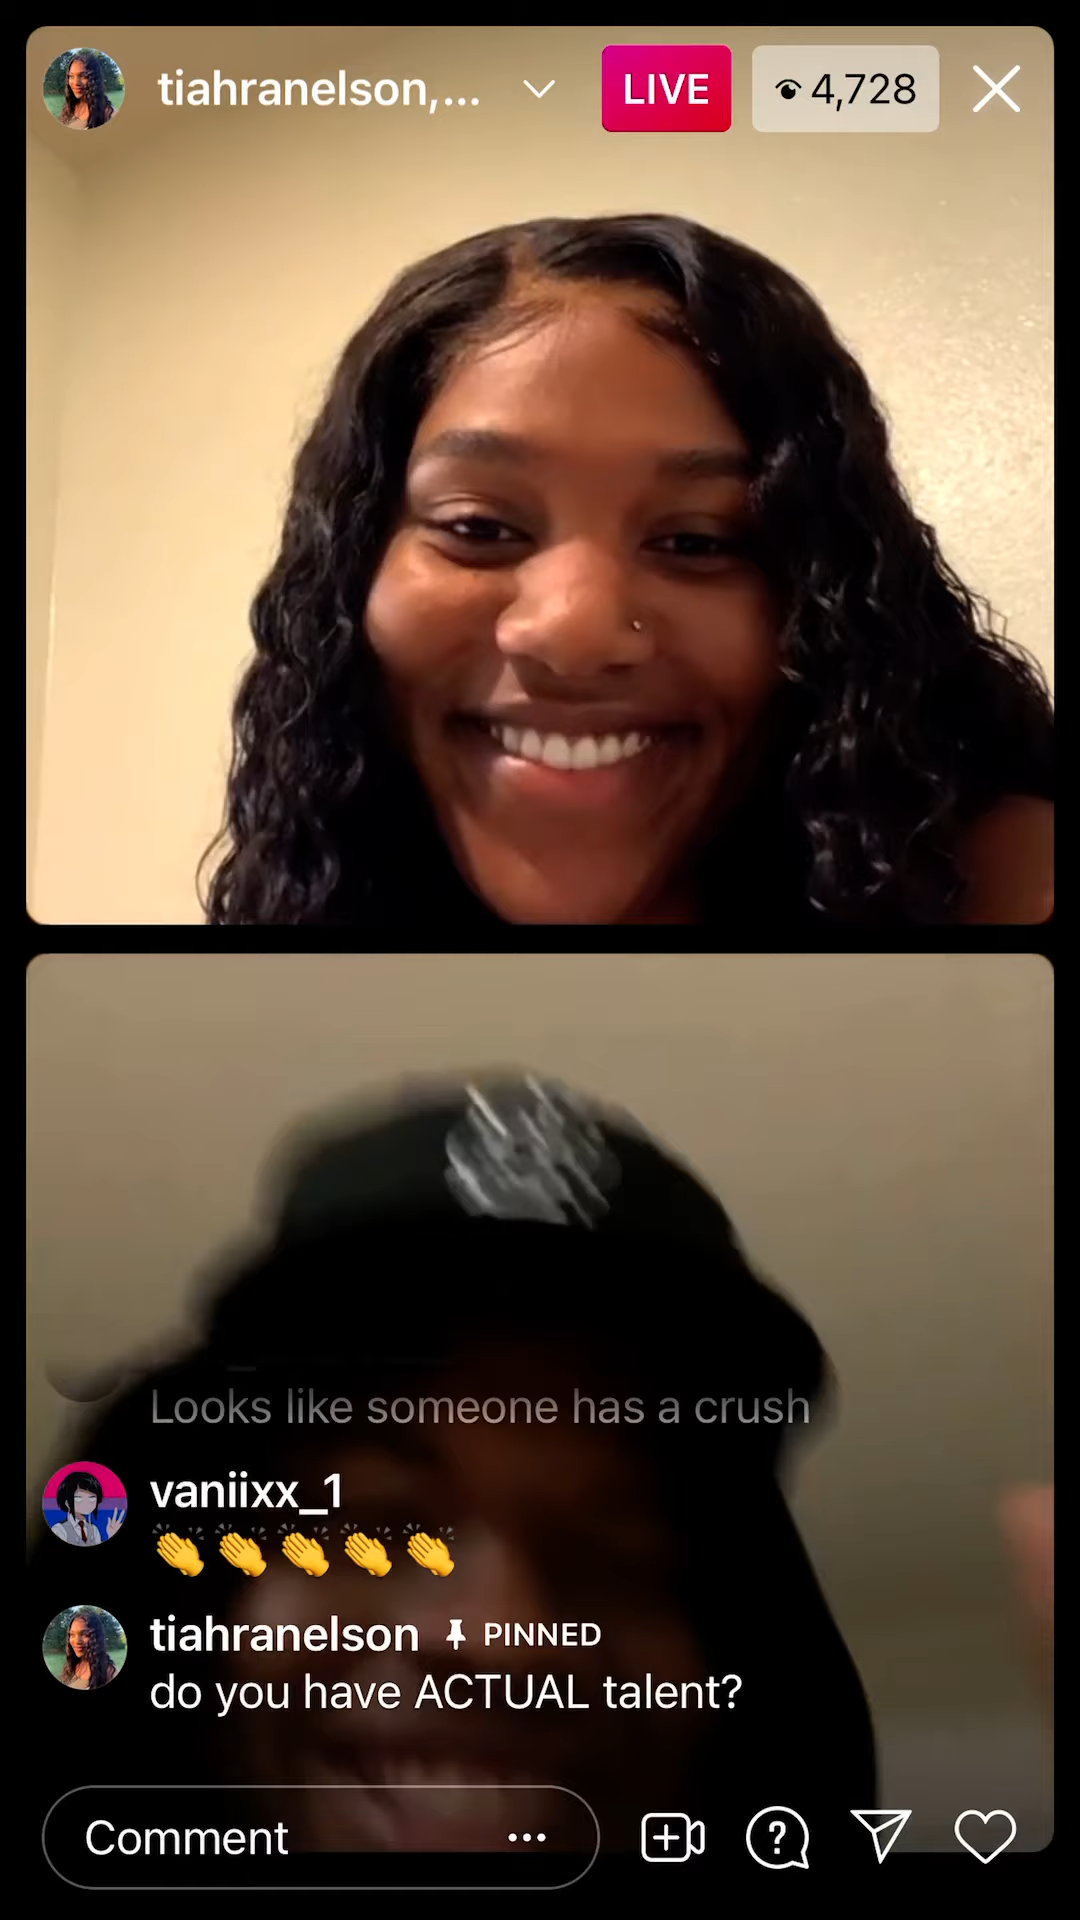 tiahranelson,...
LIVE
4,728
Looks like someone has a crush
vaniixx_1
👏👏👏👏👏
tiahranelson PINNED
do you have ACTUAL talent?
Comment